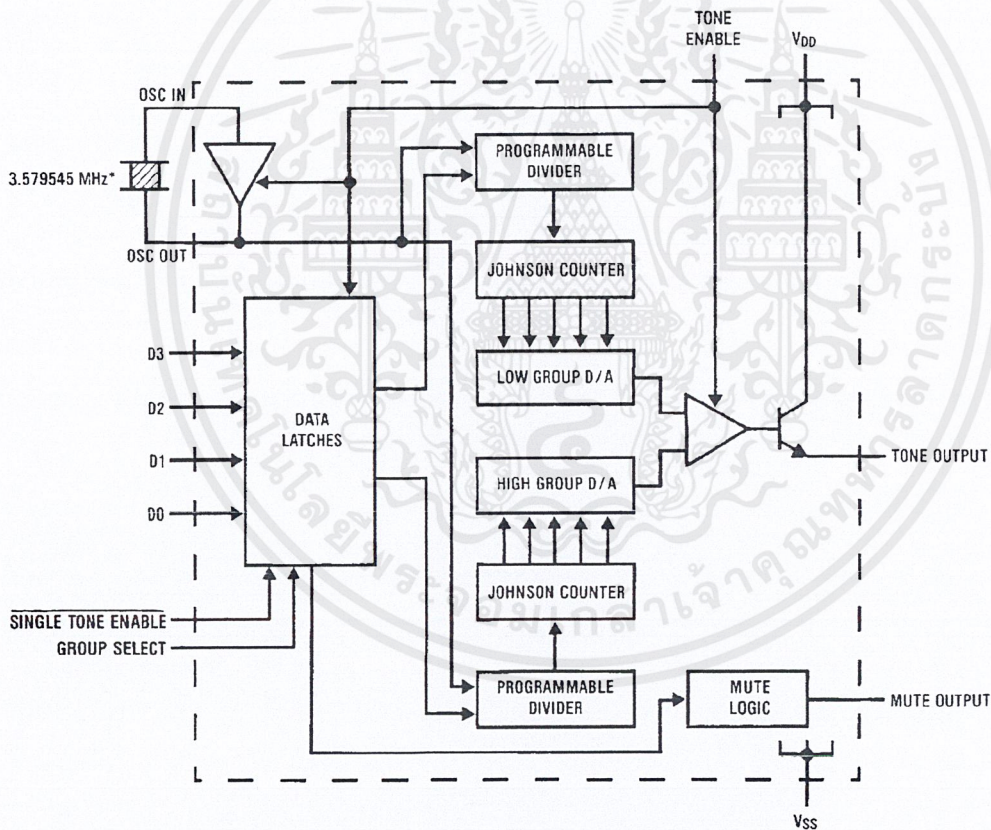 TONE
ENABLE
VDD
OSC IN
3.579545 MHz*
OSC OUT
PROGRAMMABLE
DIVIDER
JOHNSON COUNTER
LOW GROUP D/A
D3
D2
D1
D0
DATA
LATCHES
HIGH GROUP D/A
TONE OUTPUT
JOHNSON COUNTER
SINGLE TONE ENABLE
GROUP SELECT
PROGRAMMABLE
DIVIDER
MUTE
LOGIC
MUTE OUTPUT
VSS